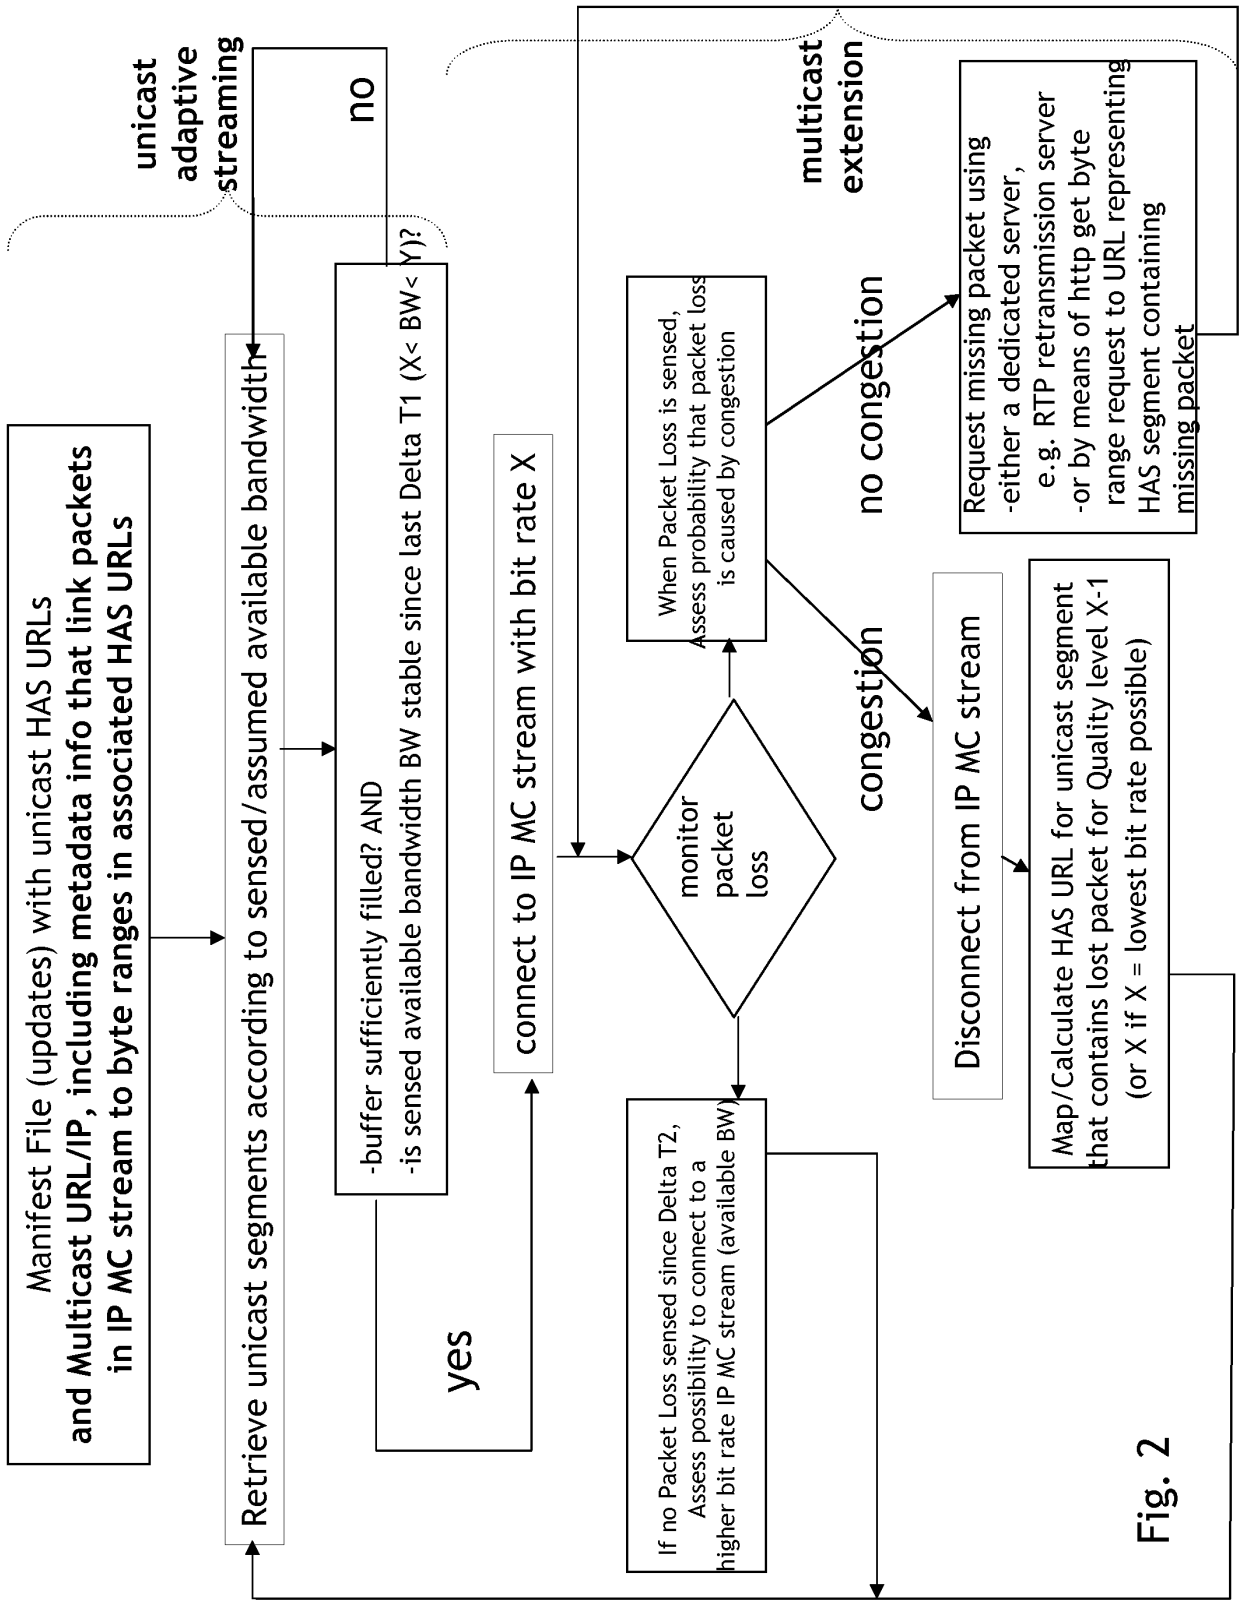 Manifest File (updates) with unicast HAS URLs
and Multicast URL/IP, including metadata info that link packets
in IP MC stream to byte ranges in associated HAS URLs
unicast
adaptive
streaming
Retrieve unicast segments according to sensed/assumed available bandwidth
no
-buffer sufficiently filled? AND
-is sensed available bandwidth BW stable since last Delta T1 (X< BW< Y)?
yes
connect to IP MC stream with bit rate X
multicast
extension
If no Packet Loss sensed since Delta T2,
Assess possibility to connect to a
higher bit rate IP MC stream (available BW)
monitor
packet
loss
When Packet Loss is sensed,
Assess probability that packet loss
is caused by congestion
congestion
no congestion
Disconnect from IP MC stream
Map/Calculate HAS URL for unicast segment
that contains lost packet for Quality level X-1
(or X if X = lowest bit rate possible)
Request missing packet using
-either a dedicated server,
e.g. RTP retransmission server
-or by means of http get byte
range request to URL representing
HAS segment containing
missing packet
Fig. 2